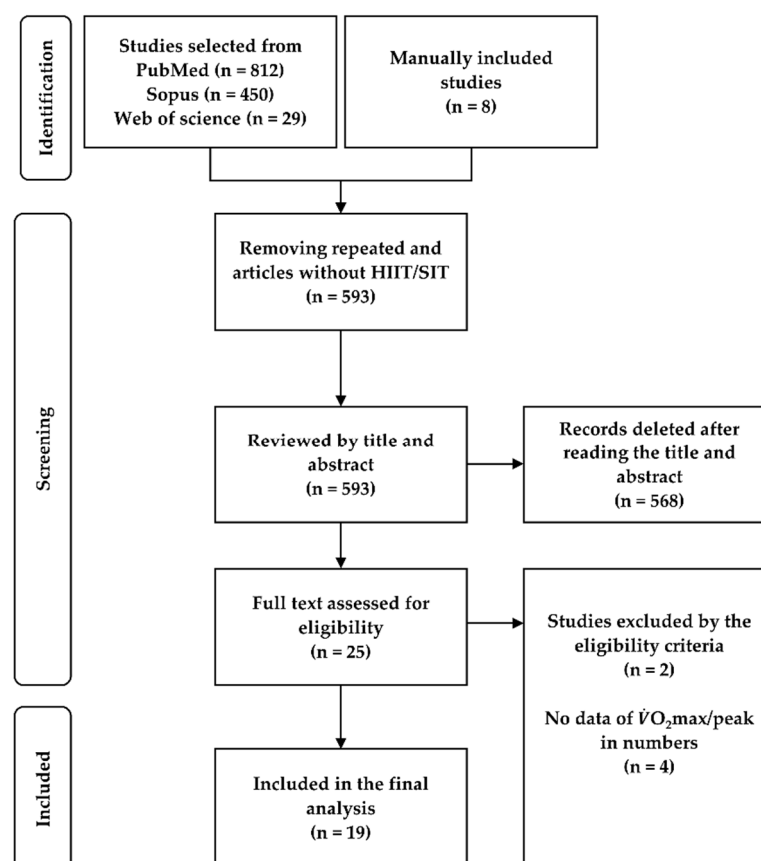 Identification
Studies selected from
PubMed (n = 812)
Sopus (n = 450)
Web of science (n = 29)
Manually included
studies
(n = 8)
Screening
Removing repeated and
articles without HIIT/SIT
(n = 593)
Reviewed by title and
abstract
(n = 593)
Records deleted after
reading the title and
abstract
(n = 568)
Full text assessed for
eligibility
(n = 25)
Studies excluded by the
eligibility criteria
(n = 2)
No data of V̇O₂max/peak
in numbers
(n = 4)
Included
Included in the final
analysis
(n = 19)